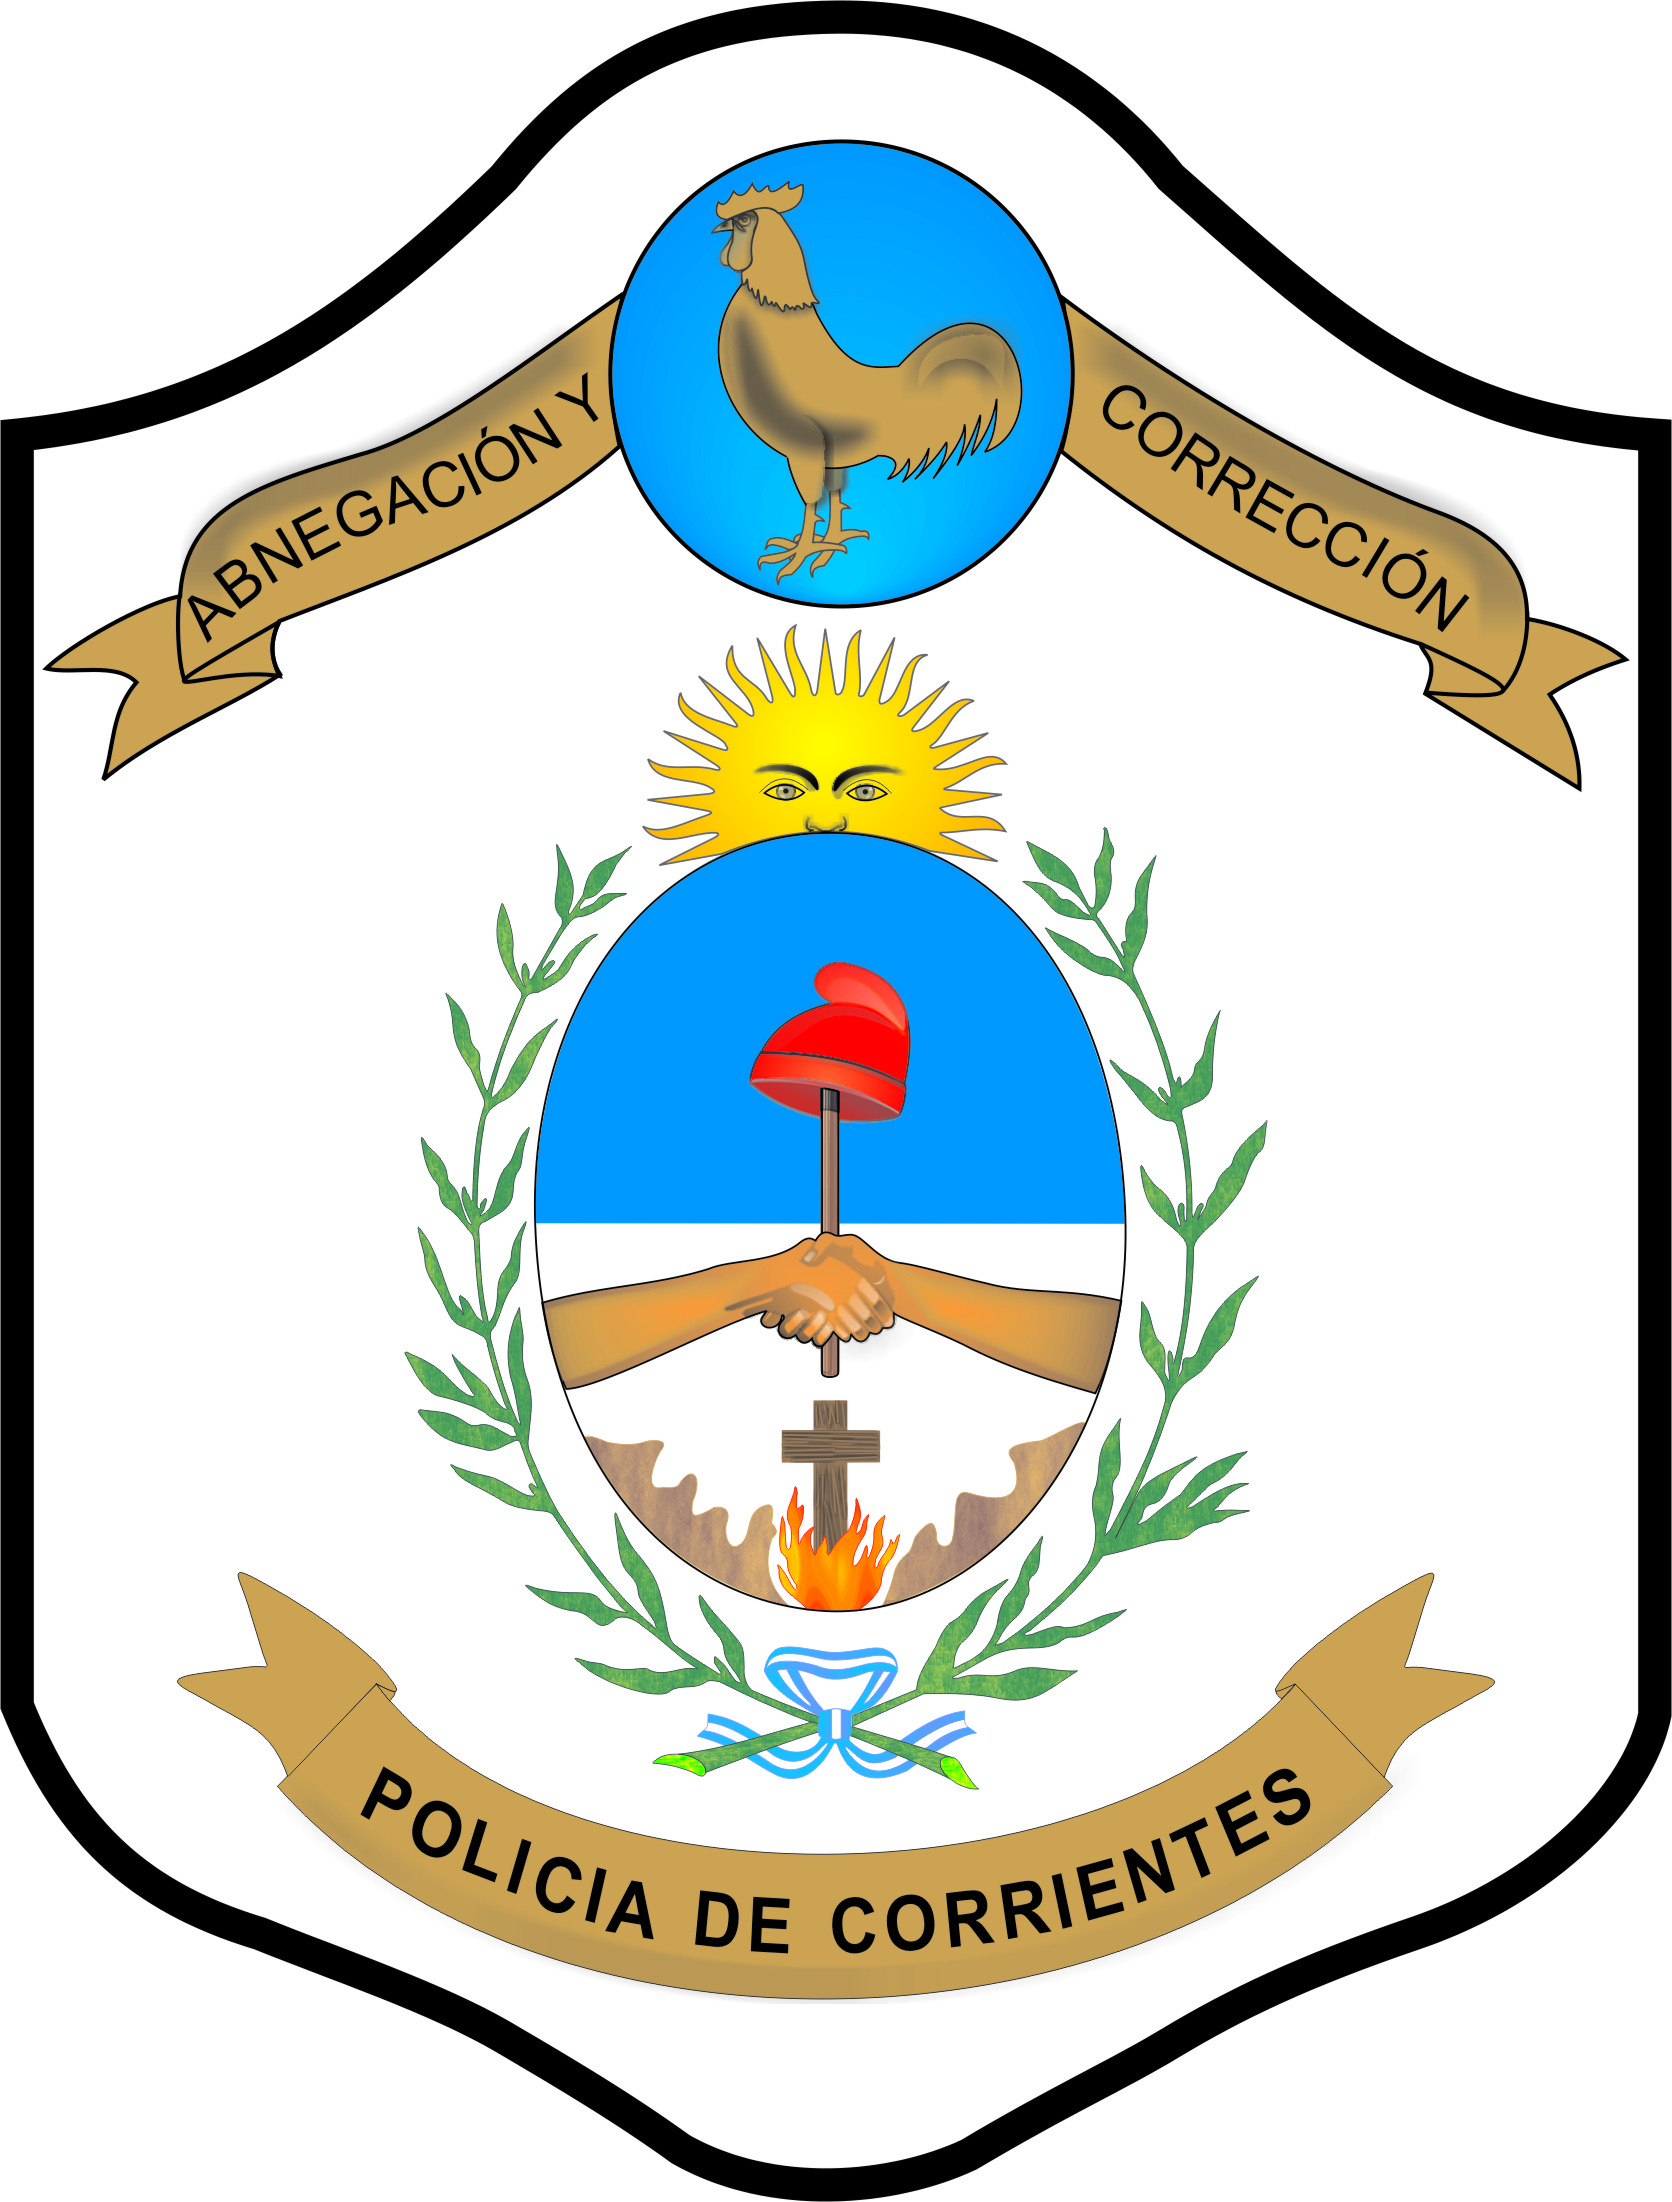 ABNEGACIÓN Y
CORRECCIÓN
POLICIA DE CORRIENTES